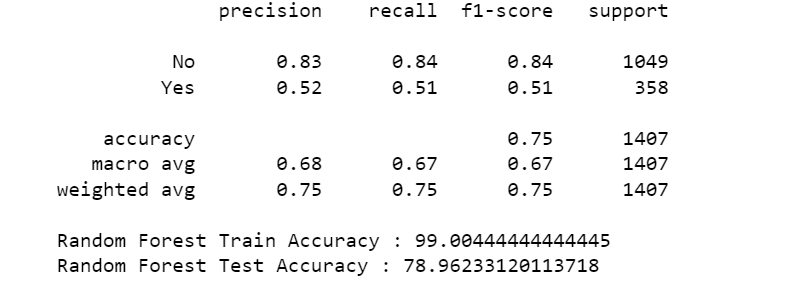 precision recall f1-score support
No 0.83 0.84 0.84 1049
Yes 0.52 0.51 0.51 358
accuracy 0.75 1407
macro avg 0.68 0.67 0.67 1407
weighted avg 0.75 0.75 0.75 1407
Random Forest Train Accuracy : 99.00444444444445
Random Forest Test Accuracy : 78.96233120113718